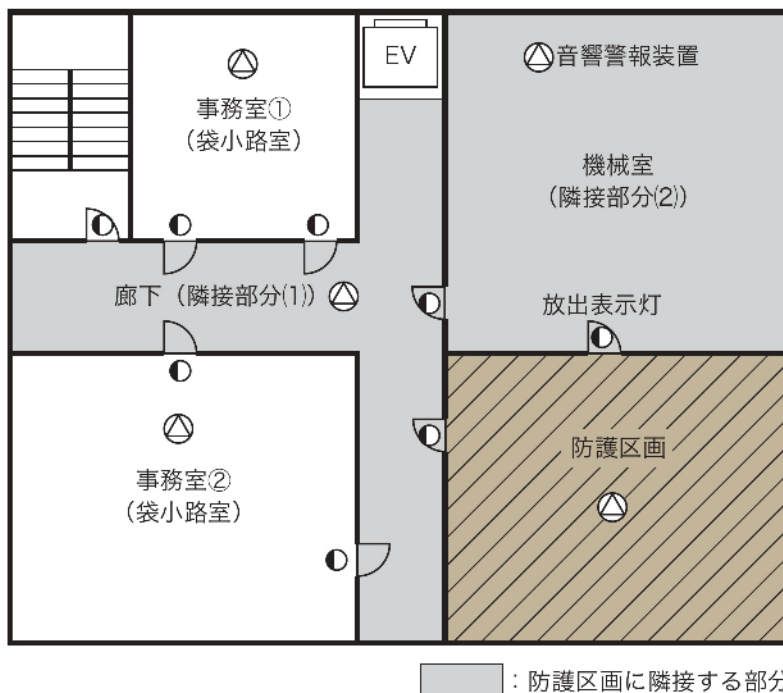 EV
音響警報装置
事務室①
（袋小路室）
機械室
（隣接部分⑵）
廊下（隣接部分⑴）
放出表示灯
防護区画
事務室②
（袋小路室）
：防護区画に隣接する部分